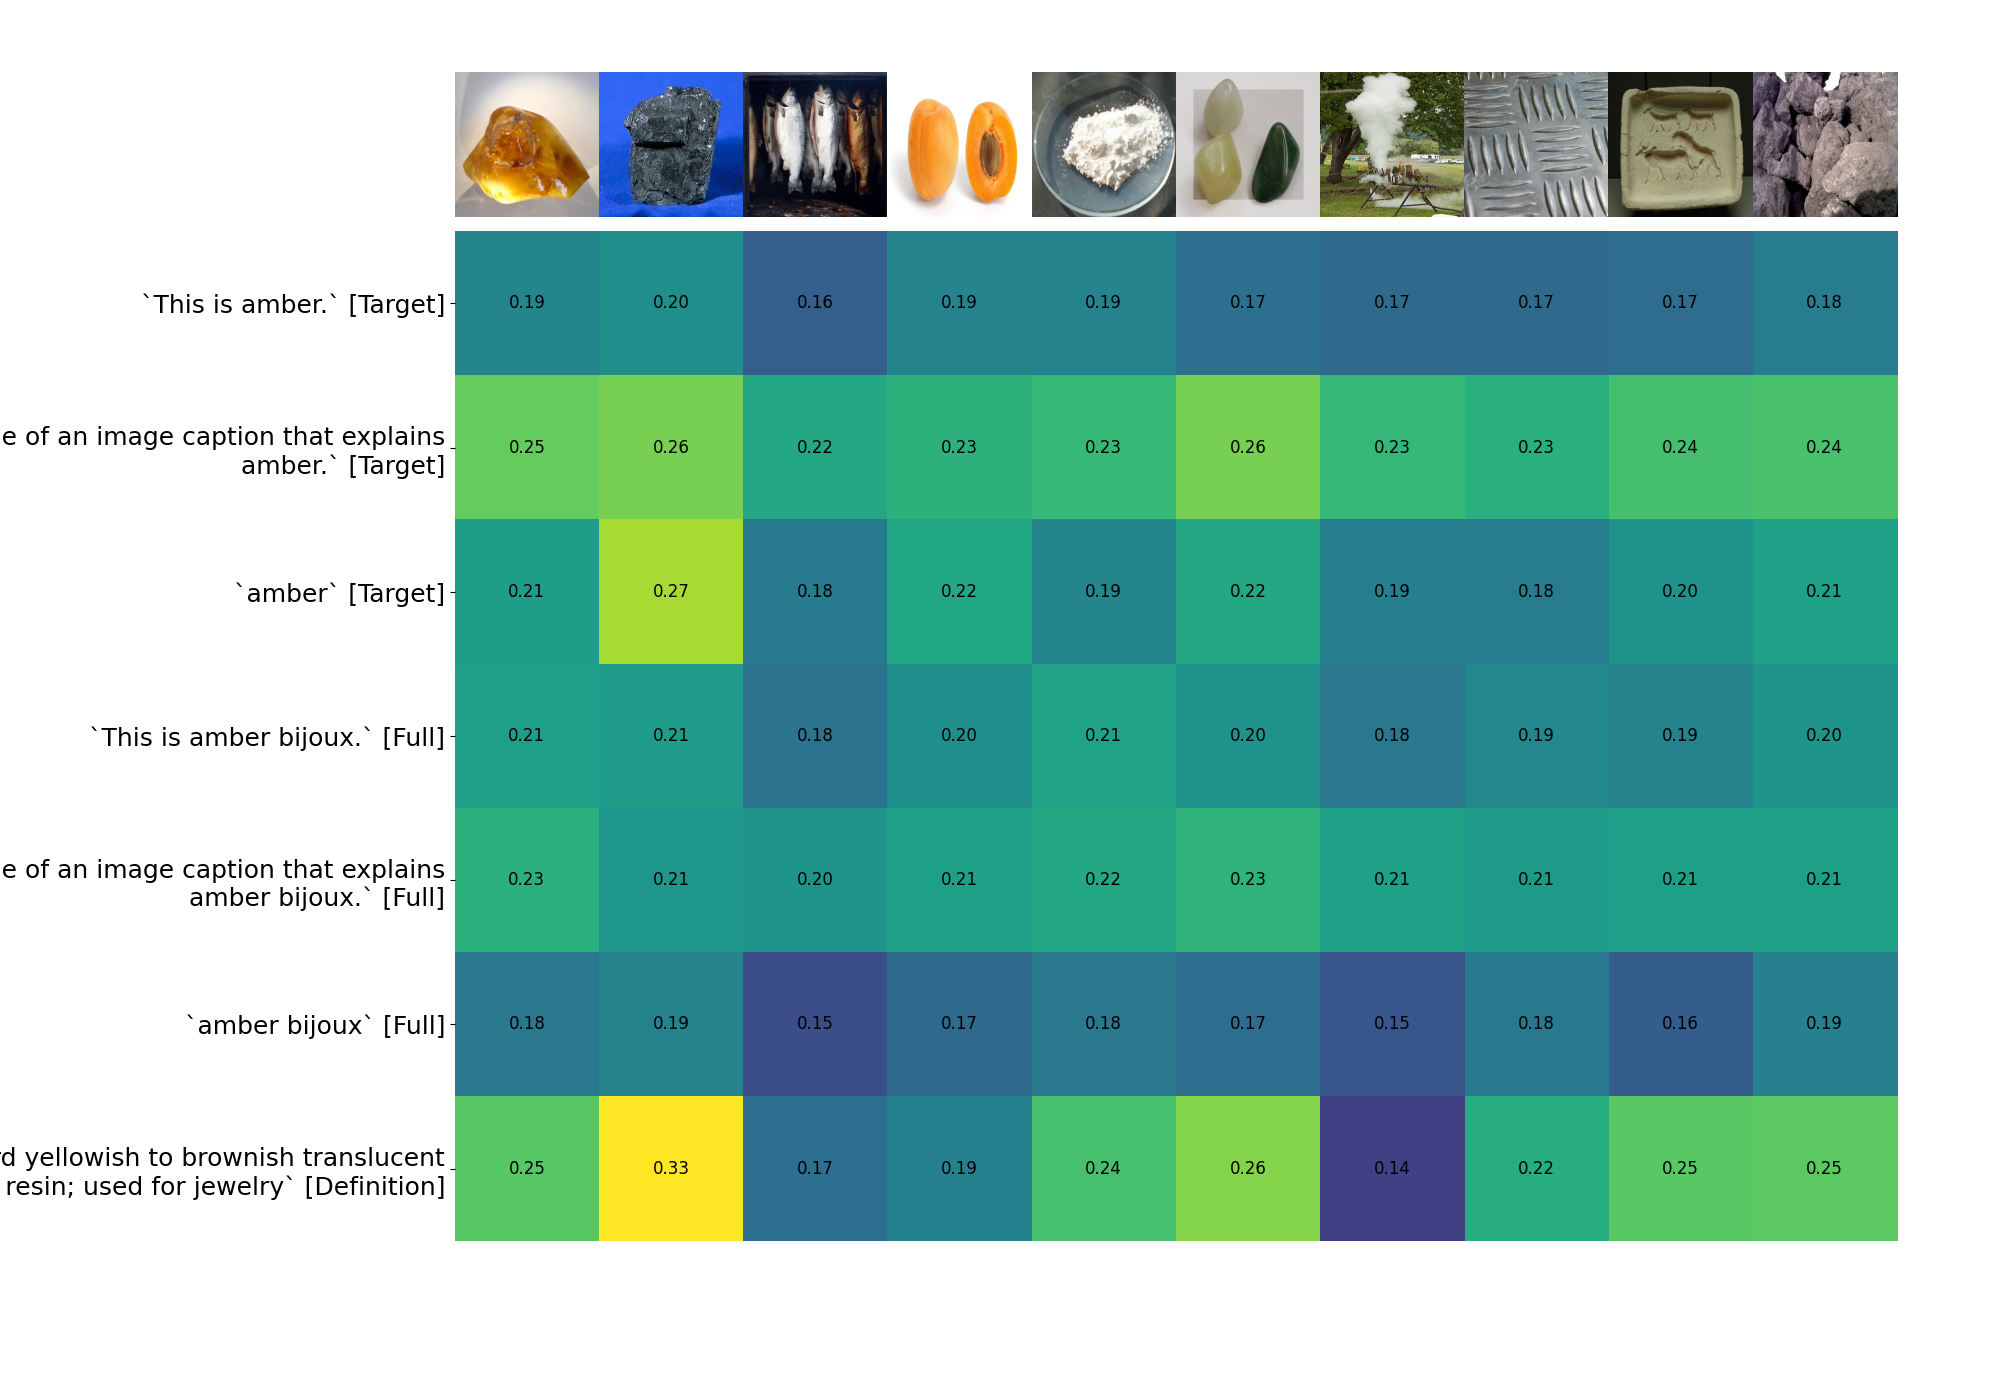 `This is amber.` [Target]
0.19 0.20 0.16 0.19 0.19 0.17 0.17 0.17 0.17 0.18
of an image caption that explains
amber.` [Target]
0.25 0.26 0.22 0.23 0.23 0.26 0.23 0.23 0.24 0.24
`amber` [Target]
0.21 0.27 0.18 0.22 0.19 0.22 0.19 0.18 0.20 0.21
`This is amber bijoux.` [Full]
0.21 0.21 0.18 0.20 0.21 0.20 0.18 0.19 0.19 0.20
of an image caption that explains
amber bijoux.` [Full]
0.23 0.21 0.20 0.21 0.22 0.23 0.21 0.21 0.21 0.21
`amber bijoux` [Full]
0.18 0.19 0.15 0.17 0.18 0.17 0.15 0.18 0.16 0.19
yellowish to brownish translucent
resin; used for jewelry` [Definition]
0.25 0.33 0.17 0.19 0.24 0.26 0.14 0.22 0.25 0.25